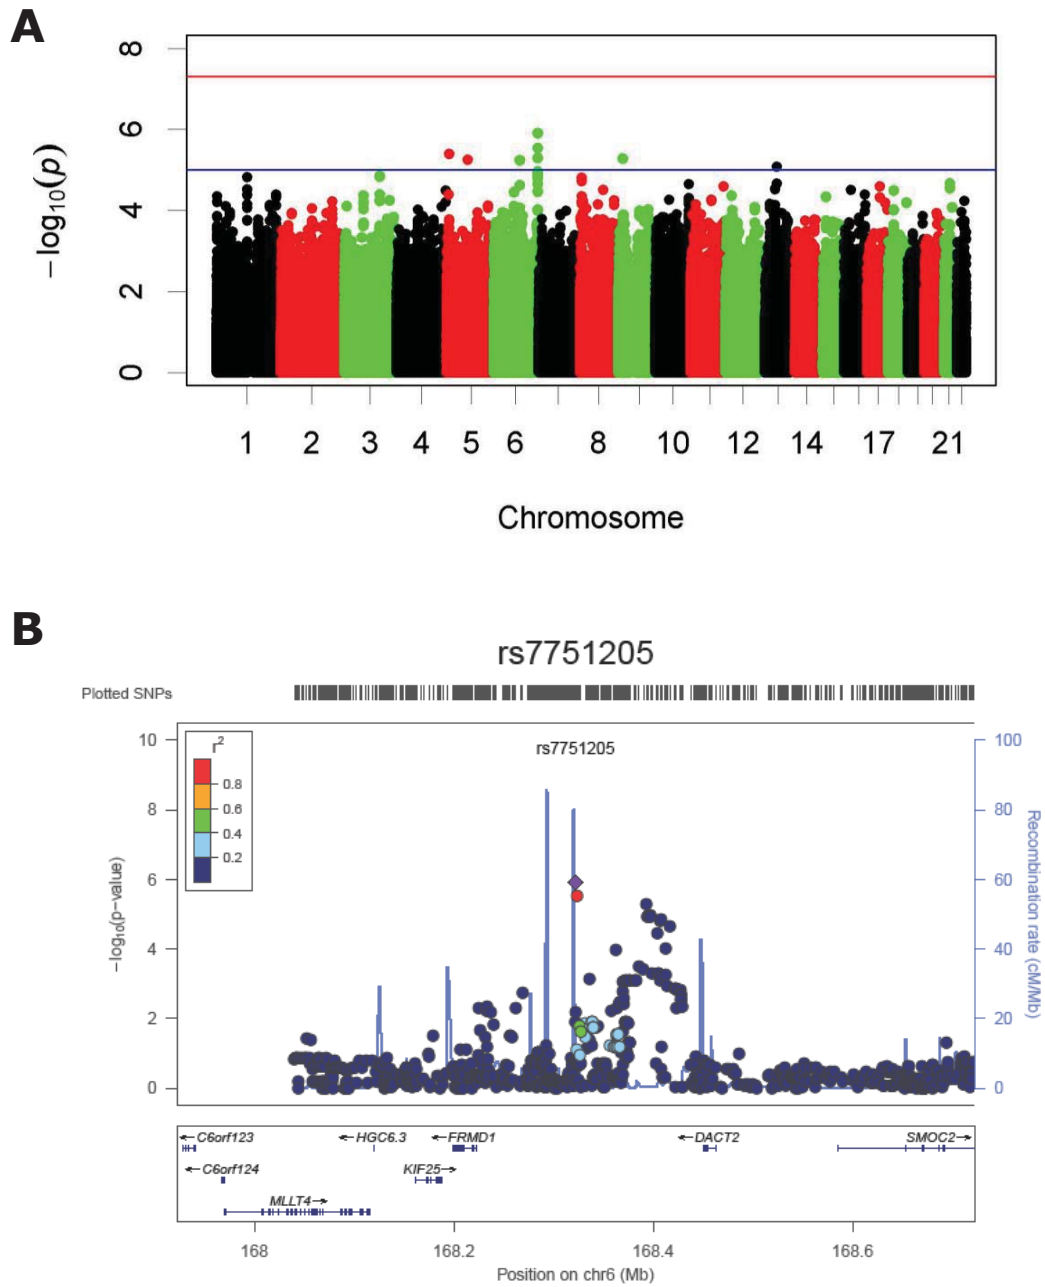 A
8
6
4
2
0
−log10(p)
1 2 3 4 5 6 8 10 12 14 17 21
Chromosome
B
rs7751205
Plotted SNPs
rs7751205
r2
0.8
0.6
0.4
0.2
10
8
6
4
2
0
−log10(p−value)
100
80
60
40
20
0
Recombination rate (cM/Mb)
C6orf123 HGC6.3 FRMD1 DACT2 SMOC2
C6orf124 KIF25
MLLT4
168 168.2 168.4 168.6
Position on chr6 (Mb)